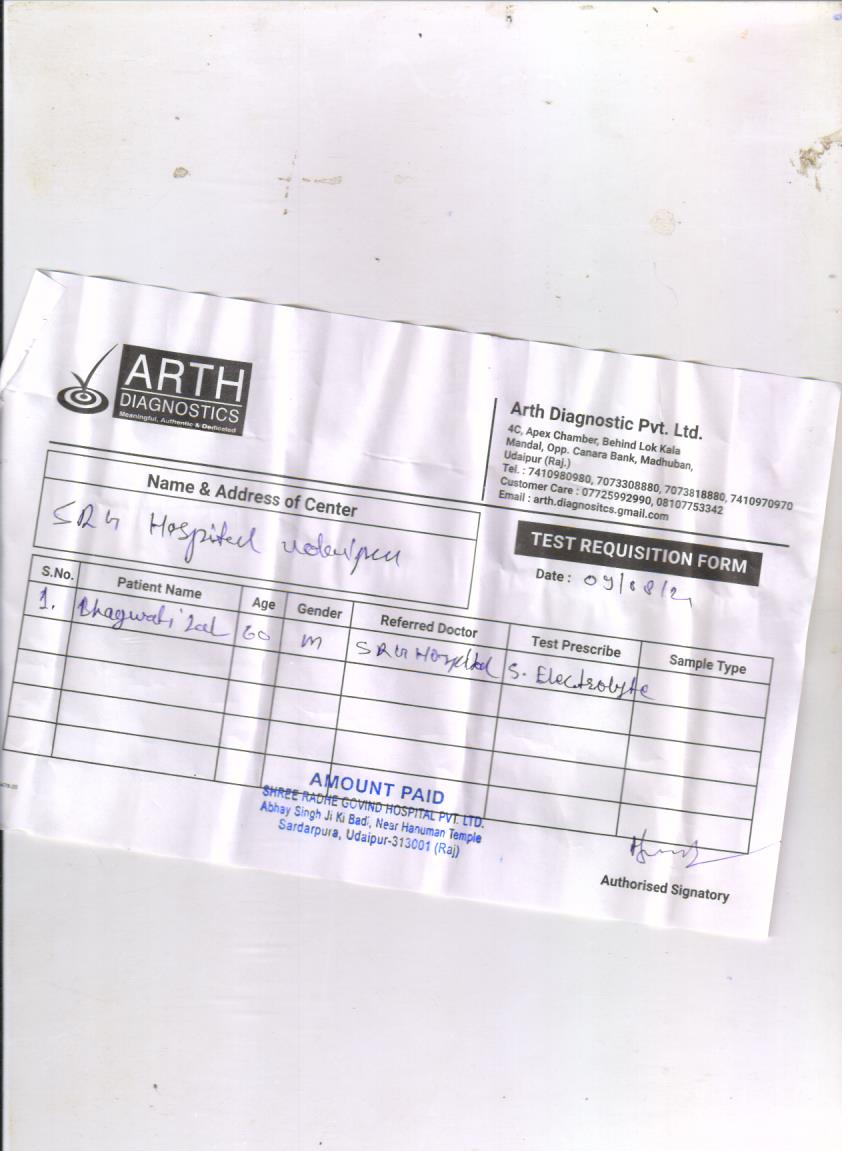 ARTH
DIAGNOSTICS
Meaningful, Authentic & Dedicated
Arth Diagnostic Pvt. Ltd.
4C, Apex Chamber, Behind Lok Kala
Mandal, Opp. Canara Bank, Madhuban,
Udaipur (Raj.)
Tel. : 7410980980, 7073308880, 7073818880, 7410970970
Customer Care : 07725992990, 08107753342
Email : arth.diagnositcs.gmail.com
Name & Address of Center
SRG Hospital
TEST REQUISITION FORM
Date : 09/08/21
S.No. Patient Name Age Gender Referred Doctor Test Prescribe Sample Type
1. Bhagwati lal 60 M SRG Hospital S. Electrolyte
AMOUNT PAID
SHREE RADHE GOVIND HOSPITAL PVT. LTD.
Abhay Singh Ji Ki Badi, Near Hanuman Temple
Sardarpura, Udaipur-313001 (Raj)
Authorised Signatory